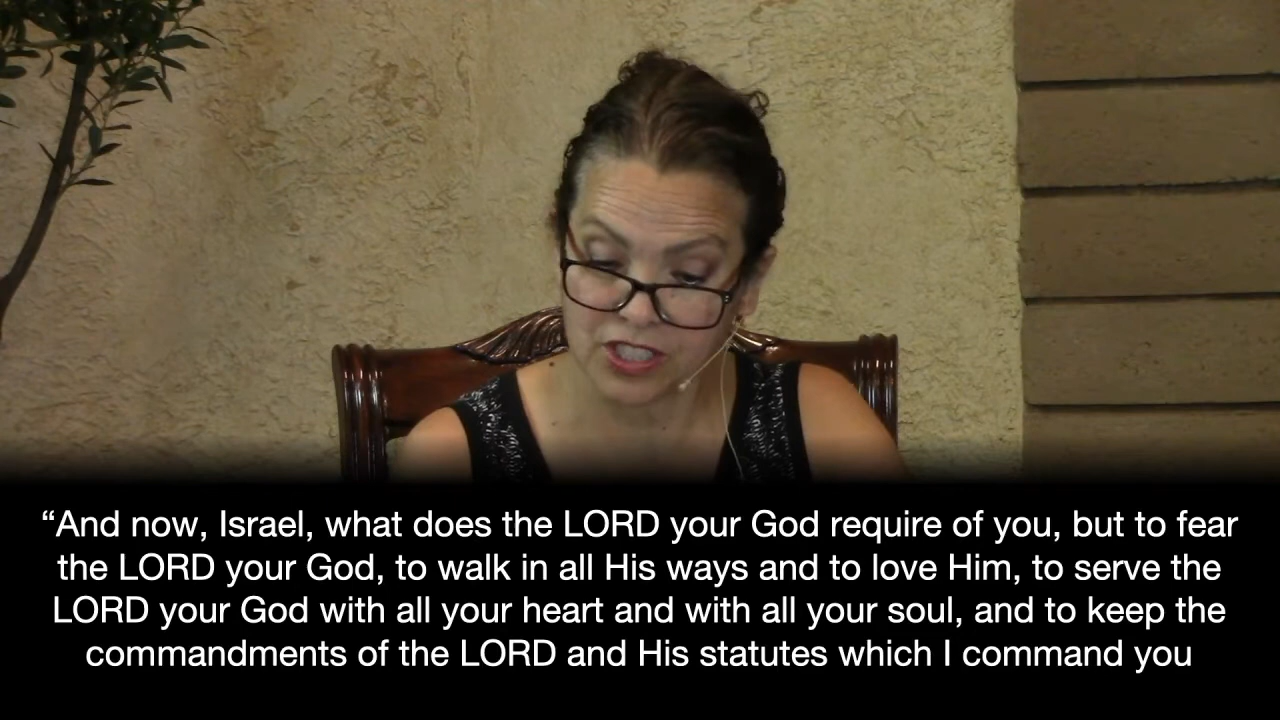 “And now, Israel, what does the LORD your God require of you, but to fear
the LORD your God, to walk in all His ways and to love Him, to serve the
LORD your God with all your heart and with all your soul, and to keep the
commandments of the LORD and His statutes which I command you